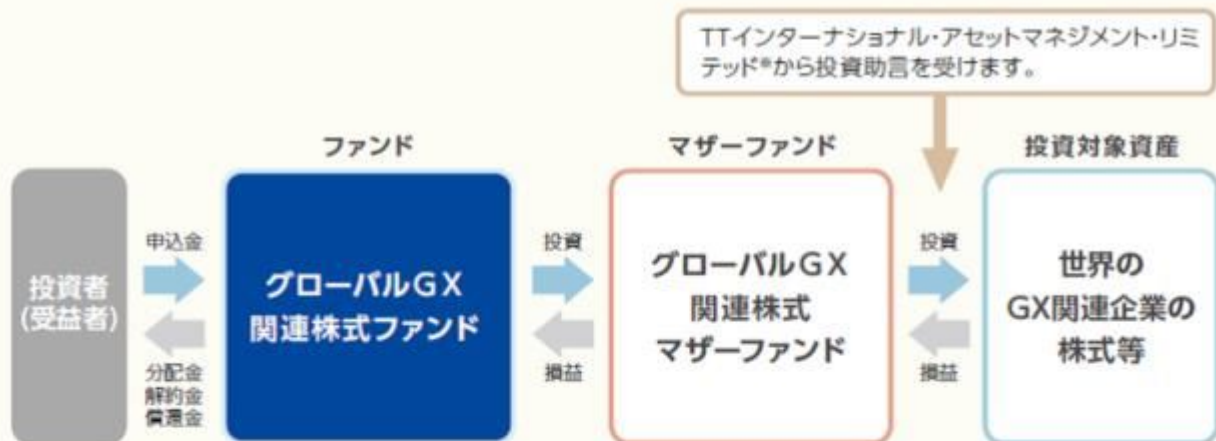 TTインターナショナル・アセットマネジメント・リミ
テッド※から投資助言を受けます。
ファンド
マザーファンド
投資対象資産
投資者
(受益者)
申込金
分配金
解約金
償還金
グローバルGX
関連株式ファンド
投資
損益
グローバルGX
関連株式
マザーファンド
投資
損益
世界の
GX関連企業の
株式等